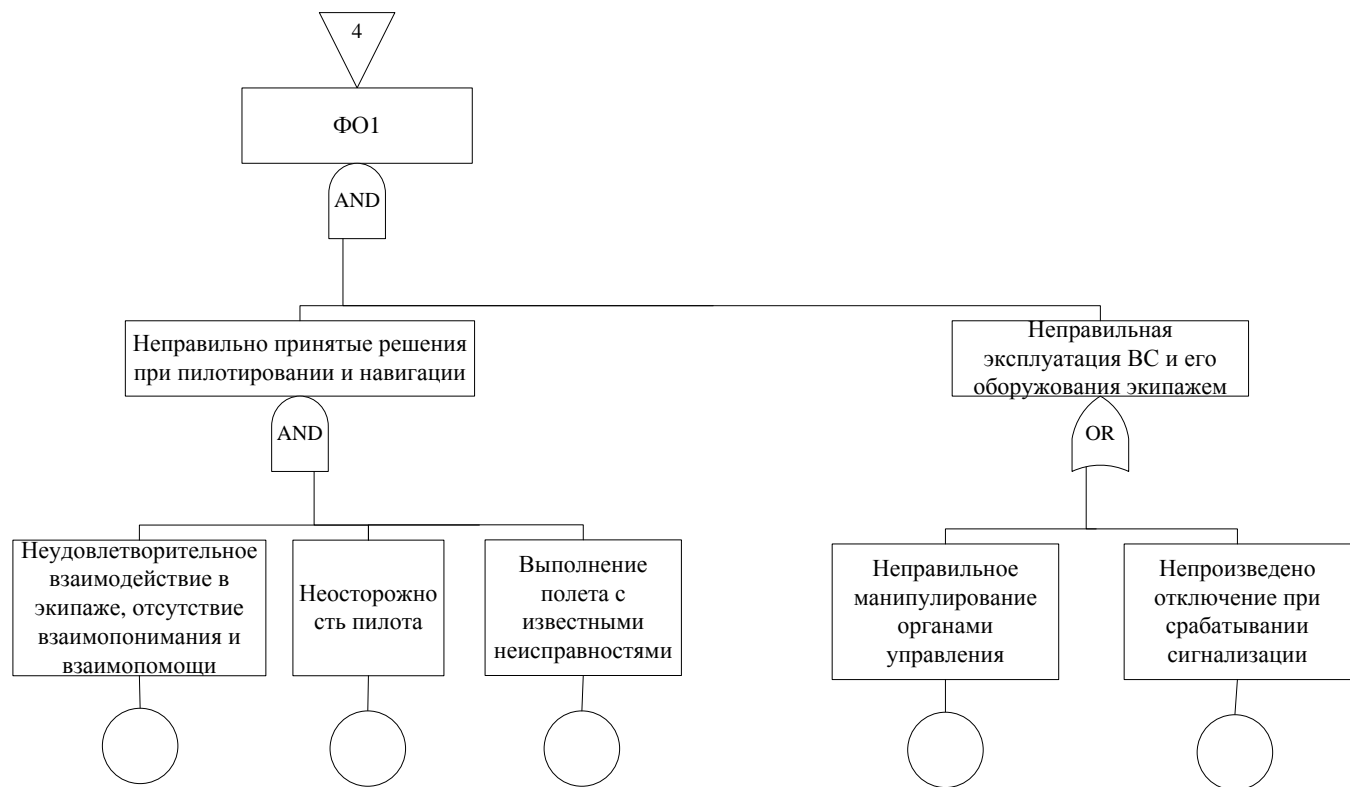 4
ФО1
AND
Неправильно принятые решения
при пилотировании и навигации
Неправильная
эксплуатация ВС и его
оборужования экипажем
AND
OR
Неудовлетворительное
взаимодействие в
экипаже, отсутствие
взаимопонимания и
взаимопомощи
Неосторожно
сть пилота
Выполнение
полета с
известными
неисправностями
Неправильное
манипулирование
органами
управления
Непроизведено
отключение при
срабатывании
сигнализации